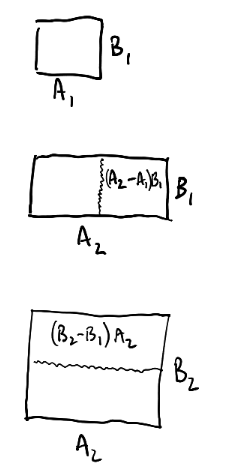 B₁
A₁
(A₂-A₁)B₁
B₁
A₂
(B₂-B₁)A₂
B₂
A₂